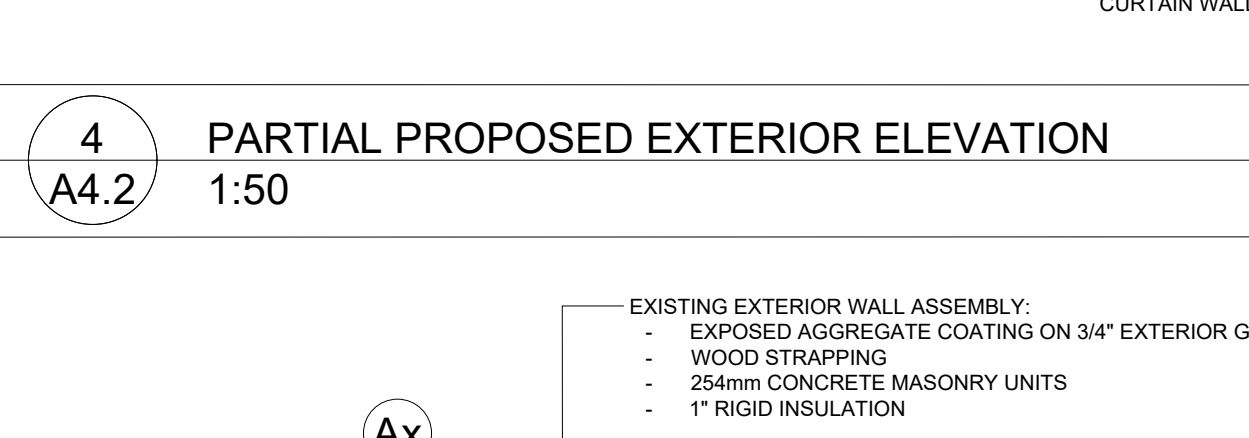 CURTAIN WALL
4
PARTIAL PROPOSED EXTERIOR ELEVATION
A4.2
1:50
EXISTING EXTERIOR WALL ASSEMBLY:
- EXPOSED AGGREGATE COATING ON 3/4" EXTERIOR G
- WOOD STRAPPING
- 254mm CONCRETE MASONRY UNITS
- 1" RIGID INSULATION
Ax